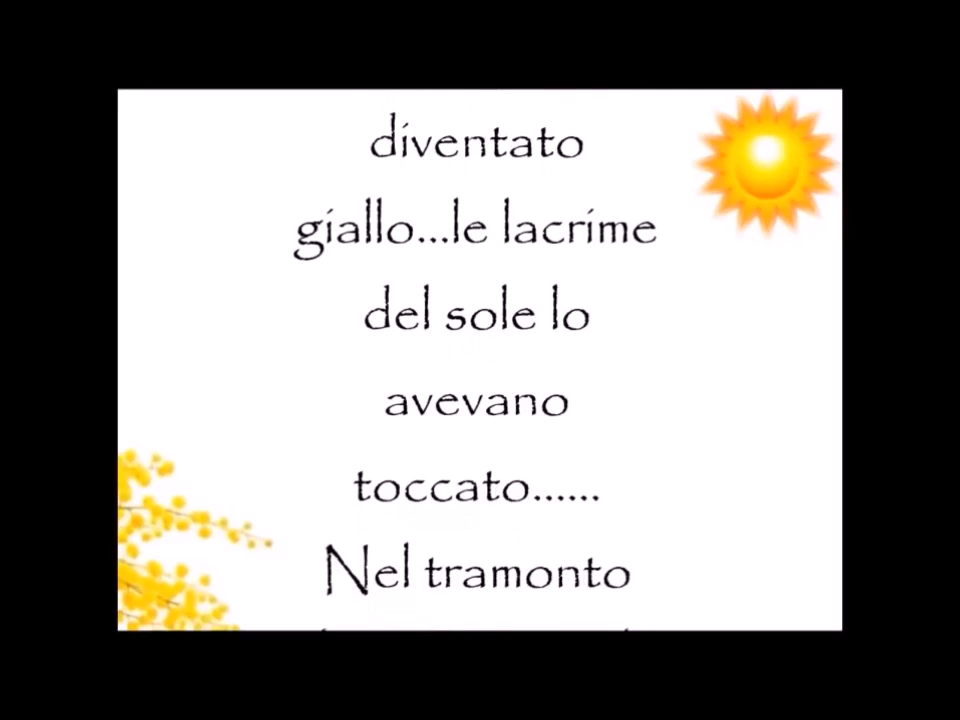 diventato
giallo...le lacrime
del sole lo
avevano
toccato......
Nel tramonto